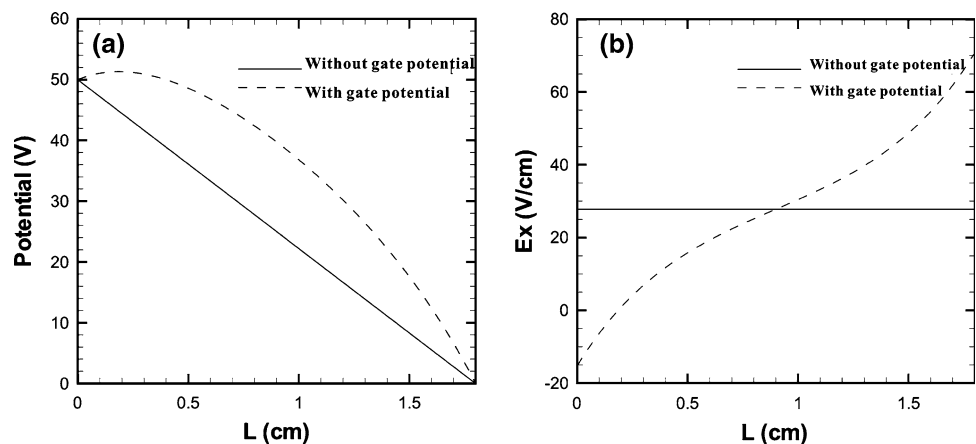 (a)
Without gate potential
With gate potential
60
50
40
30
20
10
0
Potential (V)
0
0.5
1
1.5
L (cm)
(b)
Without gate potential
With gate potential
80
60
40
20
0
-20
Ex (V/cm)
0
0.5
1
1.5
L (cm)